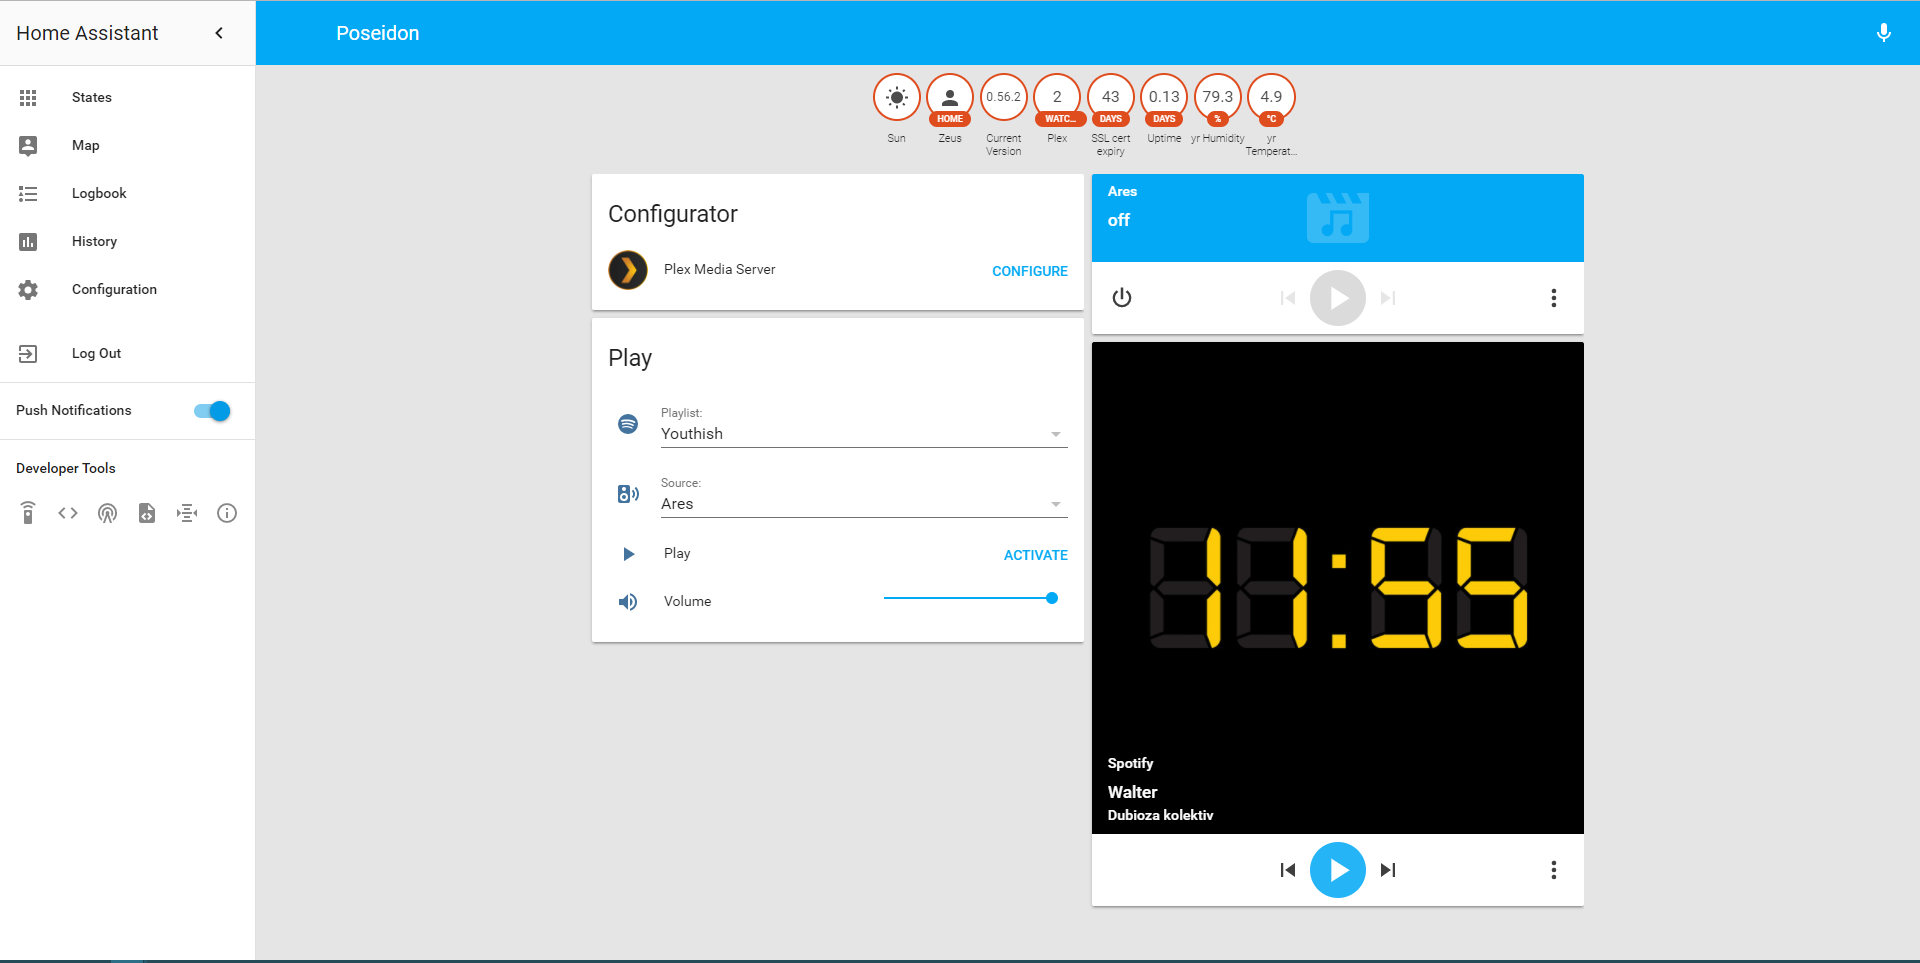 Home Assistant
Poseidon
States
Map
Logbook
History
Configuration
Log Out
Push Notifications
Developer Tools
Sun
HOME
Zeus
0.56.2
Current
Version
2
WATC...
Plex
43
DAYS
SSL cert
expiry
0.13
DAYS
Uptime
79.3
%
yr Humidity
4.9
°C
yr
Temperat...
Configurator
Plex Media Server
CONFIGURE
Play
Playlist:
Youthish
Source:
Ares
Play
ACTIVATE
Volume
Ares
off
11:55
Spotify
Walter
Dubioza kolektiv